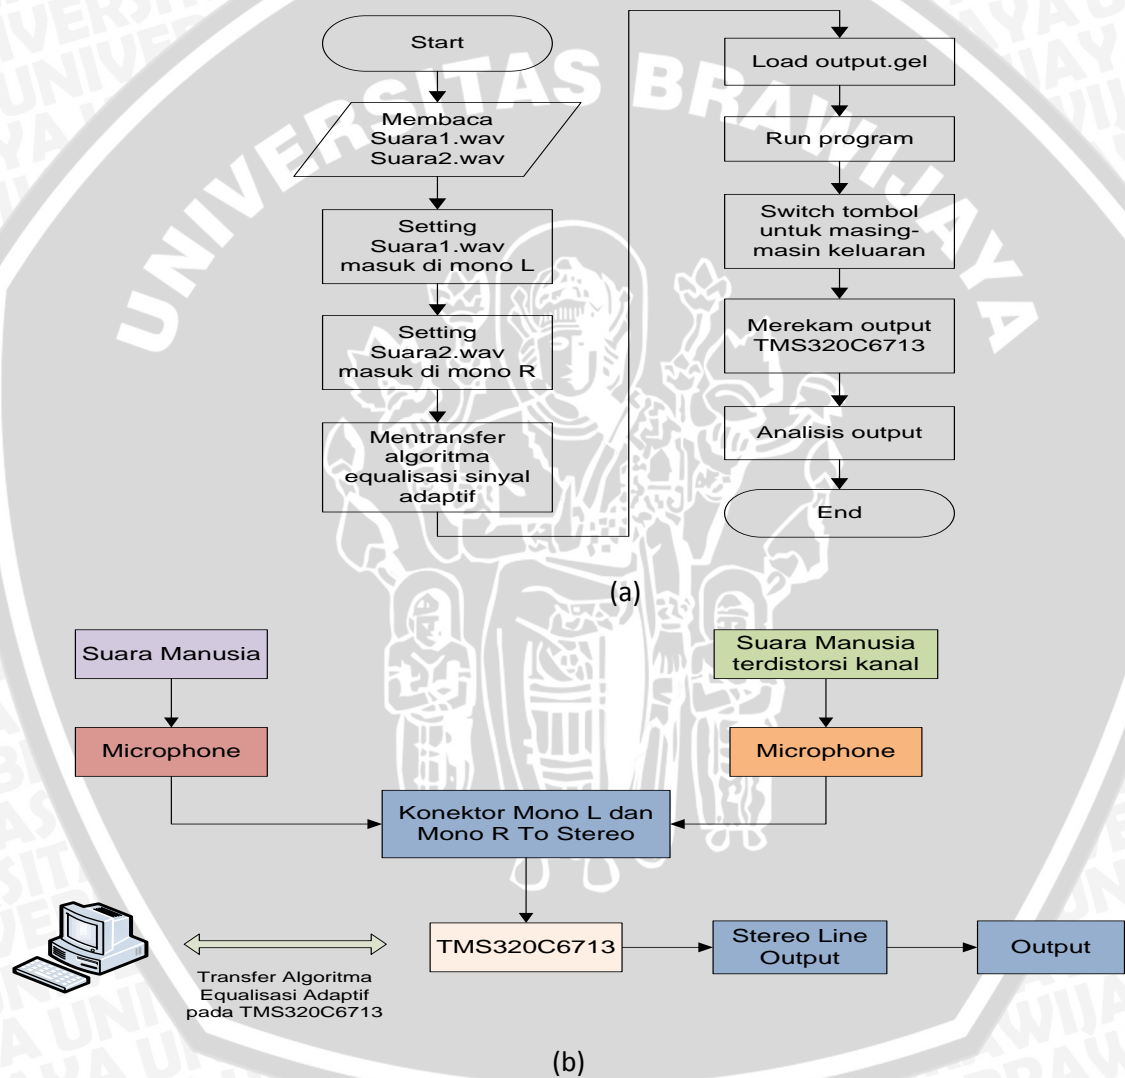 Start
Membaca
Suara1.wav
Suara2.wav
Setting
Suara1.wav
masuk di mono L
Setting
Suara2.wav
masuk di mono R
Mentransfer
algoritma
equalisasi sinyal
adaptif
Load output.gel
Run program
Switch tombol
untuk masing-
masin keluaran
Merekam output
TMS320C6713
Analisis output
End
(a)
Suara Manusia
Suara Manusia
terdistorsi kanal
Microphone
Microphone
Konektor Mono L dan
Mono R To Stereo
TMS320C6713
Stereo Line
Output
Output
Transfer Algoritma
Equalisasi Adaptif
pada TMS320C6713
(b)
UNIVERSITAS BRAWIJAYA